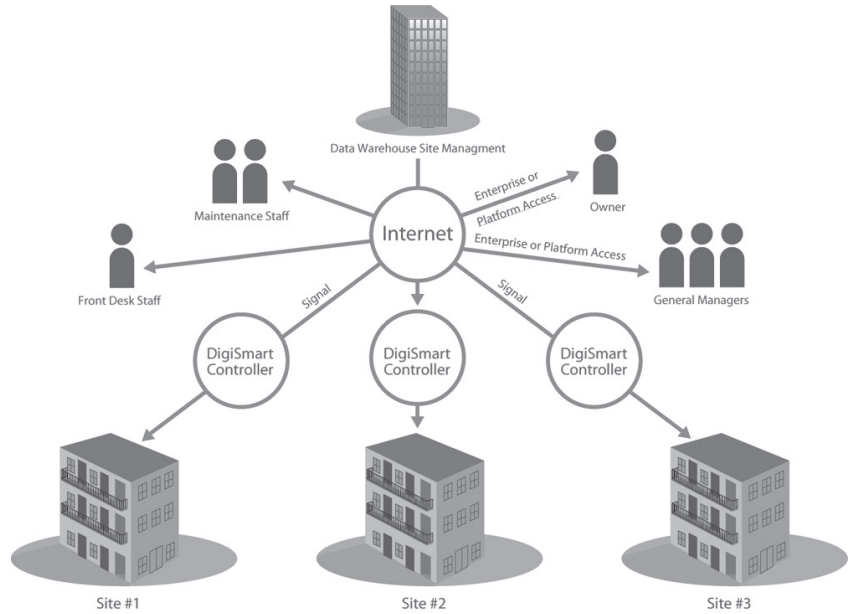 Data Warehouse Site Managment
Maintenance Staff
Enterprise or
Platform Access
Owner
Internet
Enterprise or Platform Access
Front Desk Staff
General Managers
Signal
Signal
DigiSmart
Controller
DigiSmart
Controller
DigiSmart
Controller
Site #1
Site #2
Site #3